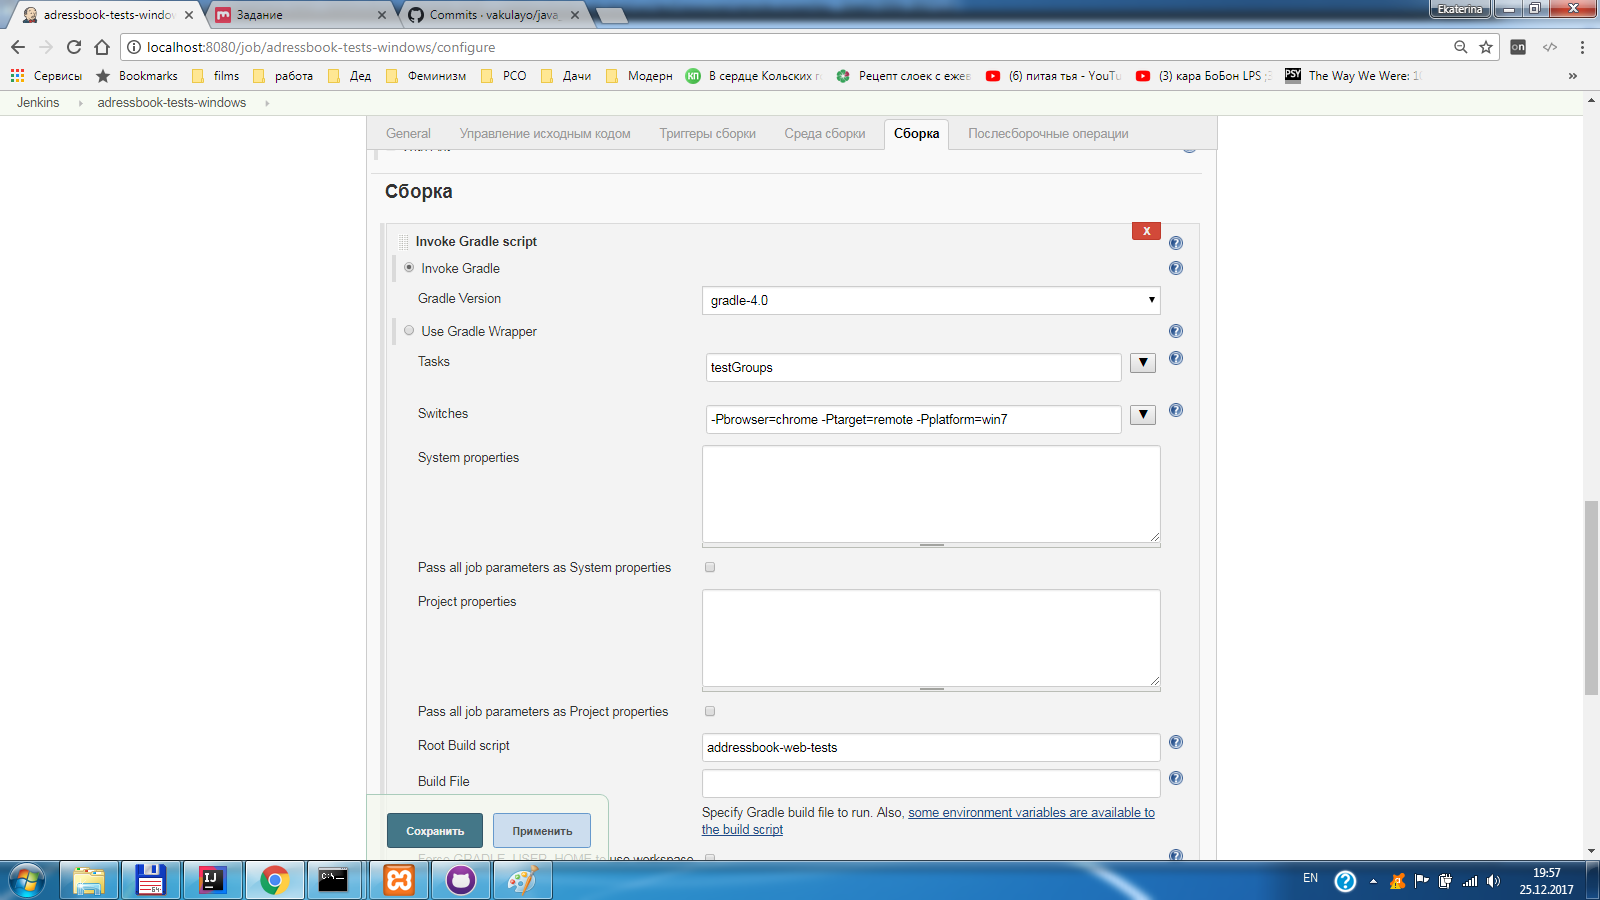 adressbook-tests-windov
Задание
Commits · vakulayo/java_
Ekaterina
localhost:8080/job/adressbook-tests-windows/configure
Сервисы
Bookmarks
films
работа
Дед
Феминизм
РСО
Дачи
Модерн
В сердце Кольских г
Рецепт слоек с ежев
(6) питая тья - YouTu
(3) кара БоБон LPS ;3
The Way We Were: 10
Jenkins
adressbook-tests-windows
General
Управление исходным кодом
Триггеры сборки
Среда сборки
Сборка
Послесборочные операции
Сборка
X
Invoke Gradle script
Invoke Gradle
Gradle Version
gradle-4.0
Use Gradle Wrapper
Tasks
testGroups
Switches
-Pbrowser=chrome -Ptarget=remote -Pplatform=win7
System properties
Pass all job parameters as System properties
Project properties
Pass all job parameters as Project properties
Root Build script
addressbook-web-tests
Build File
Specify Gradle build file to run. Also, some environment variables are available to
the build script
Сохранить
Применить
Force GRADLE_USER_HOME to use workspace
EN
19:57
25.12.2017